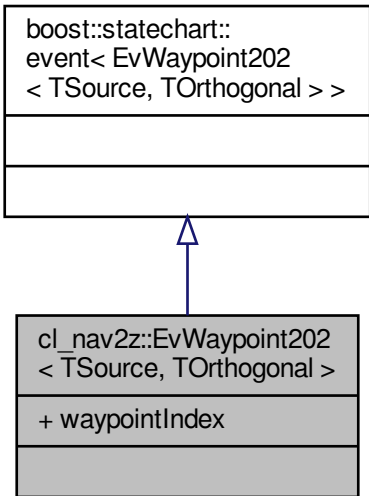 boost::statechart::
event< EvWaypoint202
< TSource, TOrthogonal > >
cl_nav2z::EvWaypoint202
< TSource, TOrthogonal >
+ waypointIndex